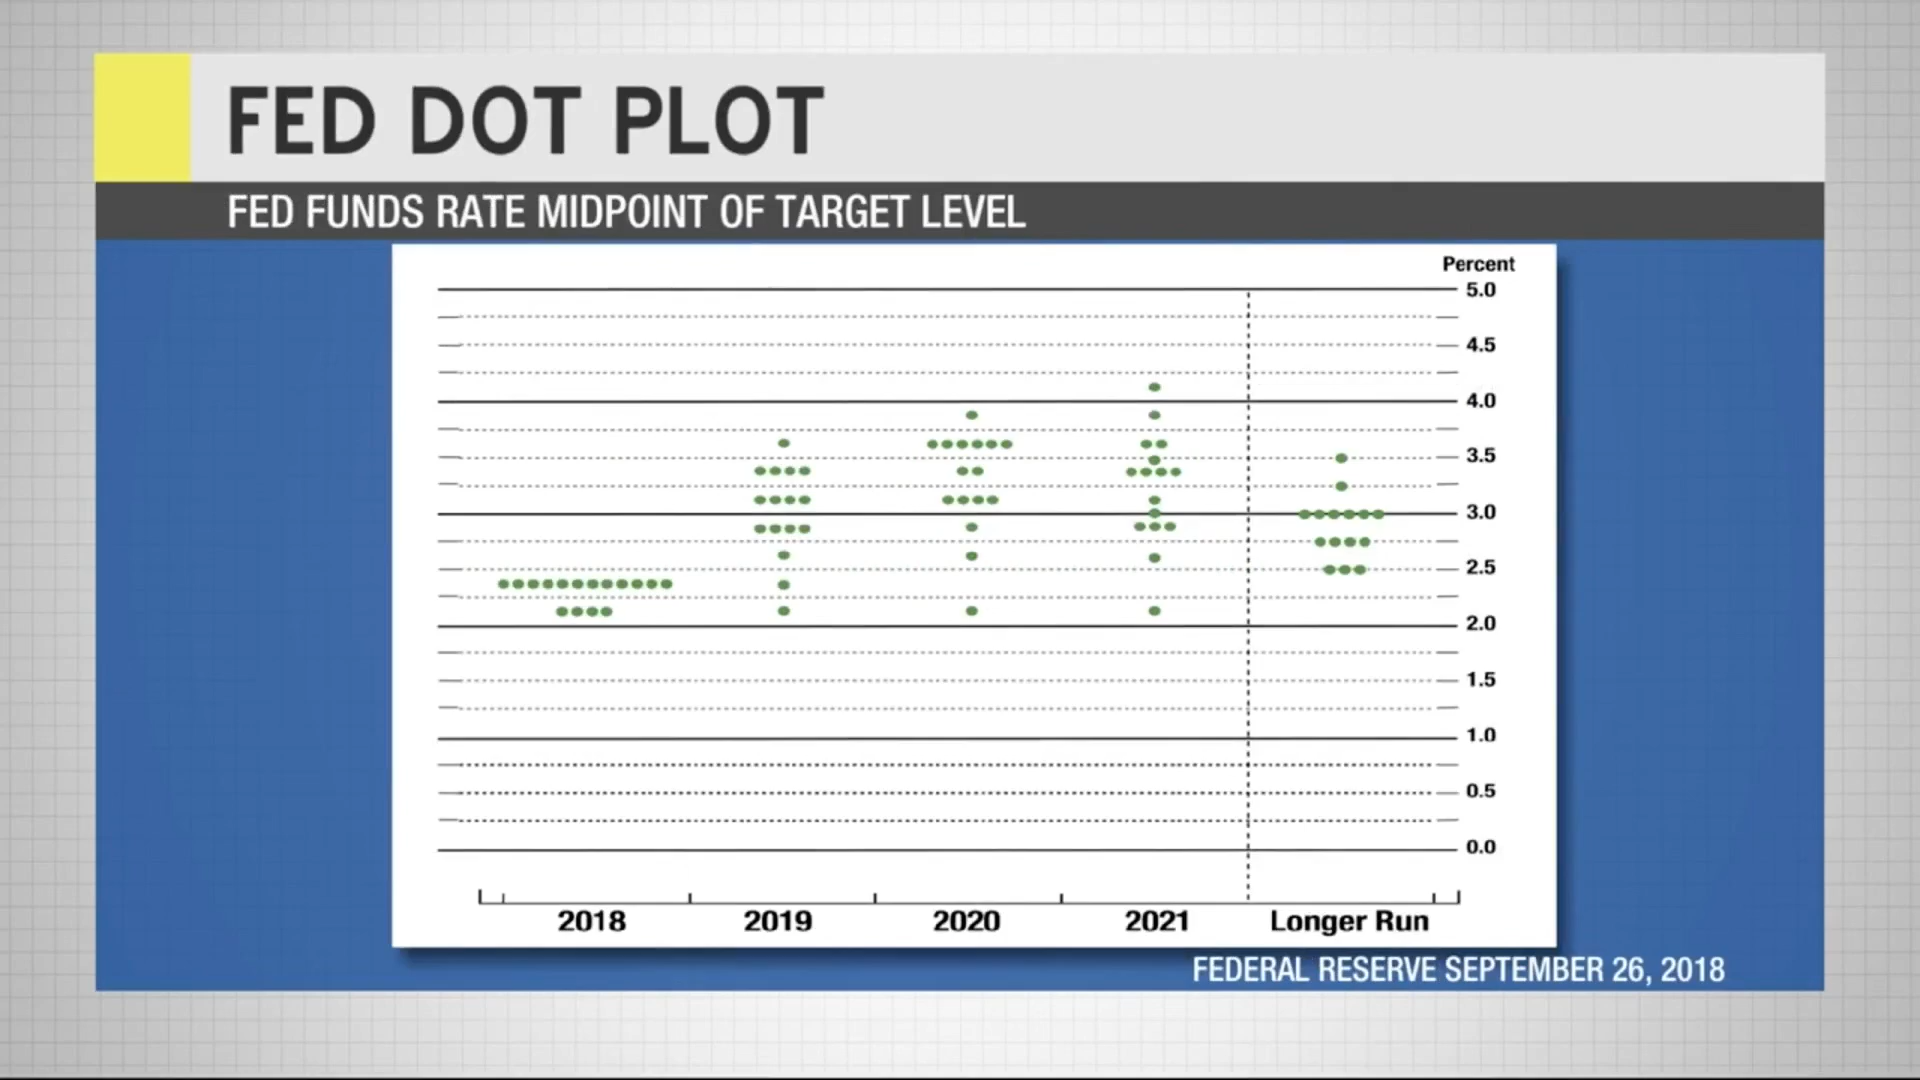 FED DOT PLOT
FED FUNDS RATE MIDPOINT OF TARGET LEVEL
Percent
5.0
4.5
4.0
3.5
3.0
2.5
2.0
1.5
1.0
0.5
0.0
2018 2019 2020 2021 Longer Run
FEDERAL RESERVE SEPTEMBER 26, 2018